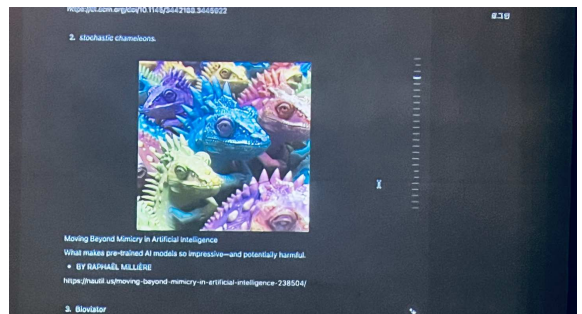 https://dl.acm.org/doi/10.1145/3442188.3445922
2. stochastic chameleons.
Moving Beyond Mimicry in Artificial Intelligence
What makes pre-trained AI models so impressive—and potentially harmful.
• BY RAPHAËL MILLIÈRE
https://nautil.us/moving-beyond-mimicry-in-artificial-intelligence-238504/
3. Bloviator